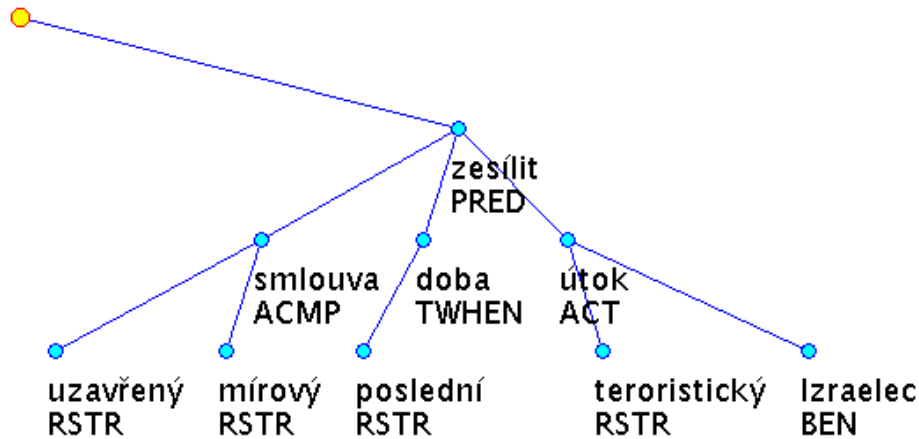 zesílit
PRED
smlouva
ACMP
doba
TWHEN
útok
ACT
uzavřený
RSTR
mírový
RSTR
poslední
RSTR
teroristický
RSTR
Izraelec
BEN